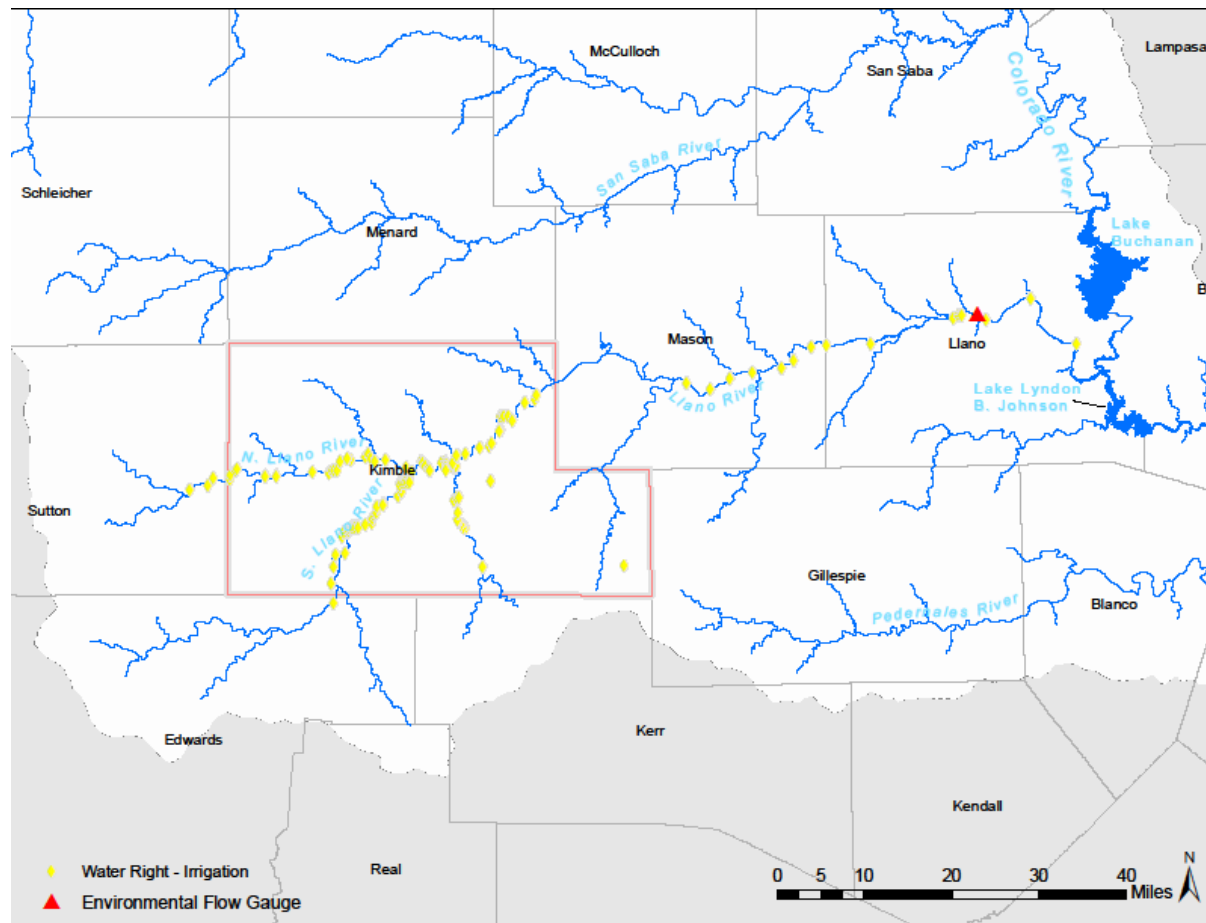 McCulloch
San Saba
Lampasa
Colorado River
San Saba River
Schleicher
Menard
Lake
Buchanan
B
Mason
Llano
Llano River
Lake Lyndon
B. Johnson
N. Llano River
Kimble
Sutton
S. Llano River
Gillespie
Blanco
Pedernales River
Edwards
Kerr
Kendall
Real
Water Right - Irrigation
Environmental Flow Gauge
0 5 10 20 30 40
Miles
N